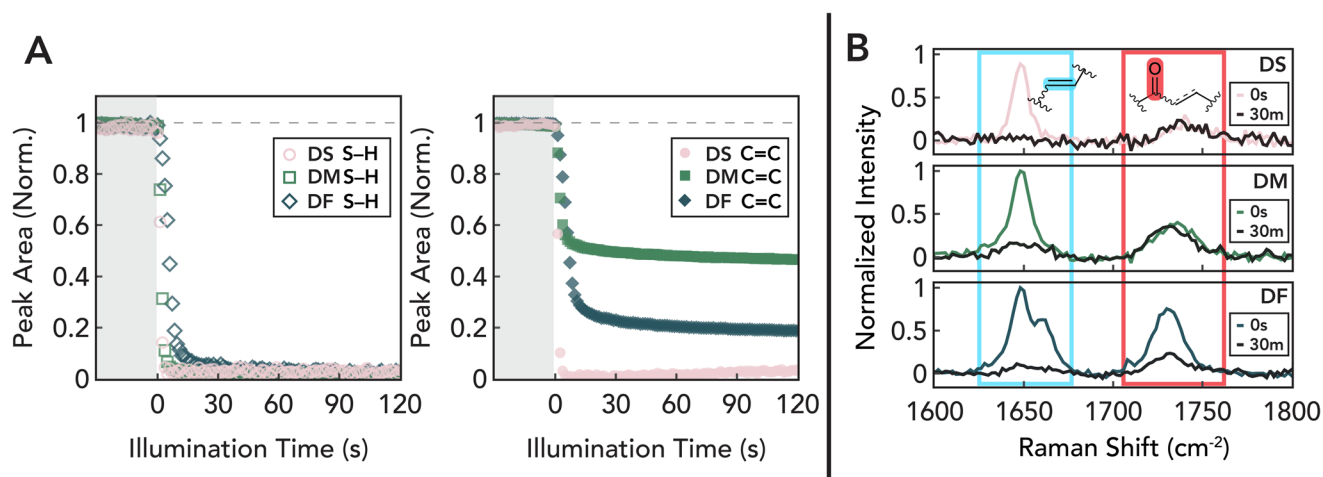 A
Peak Area (Norm.)
1
0.8
0.6
0.4
0.2
0
DS S–H
DM S–H
DF S–H
0 30 60 90 120
Illumination Time (s)
Peak Area (Norm.)
1
0.8
0.6
0.4
0.2
0
DS C=C
DM C=C
DF C=C
0 30 60 90 120
Illumination Time (s)
B
Normalized Intensity
1
0.5
0
O
DS
0s
30m
1
0.5
0
DM
0s
30m
1
0.5
0
DF
0s
30m
1600 1650 1700 1750 1800
Raman Shift (cm⁻²)